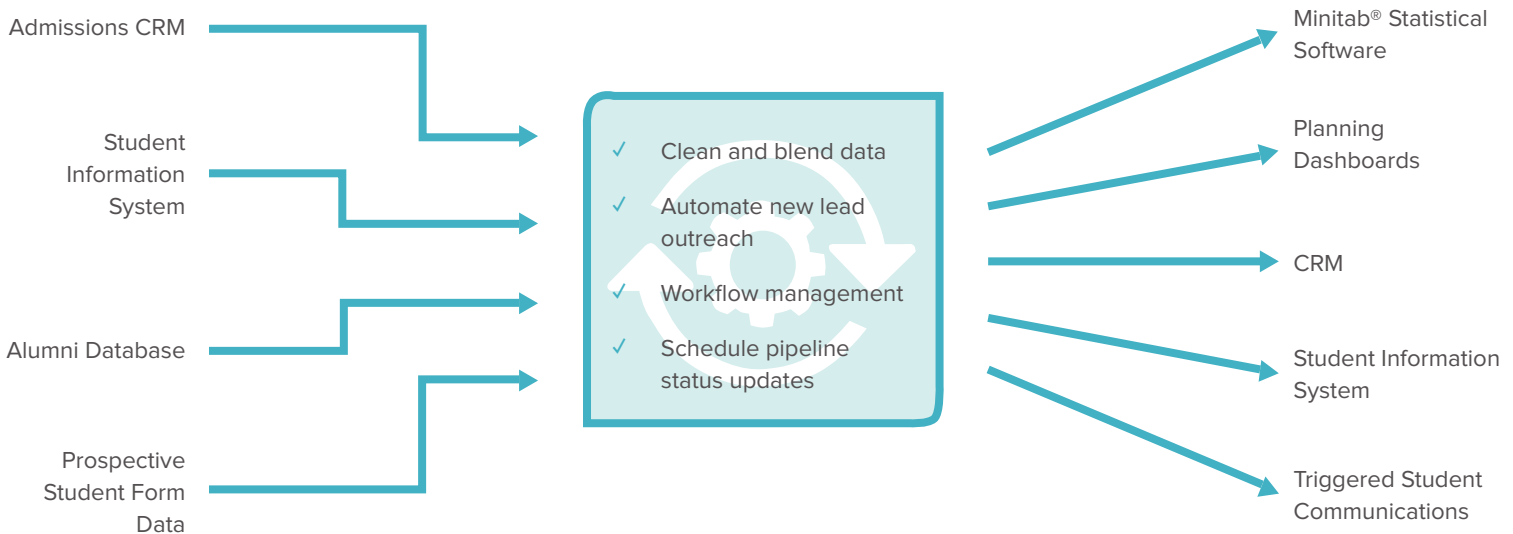 Admissions CRM
Student
Information
System
Alumni Database
Prospective
Student Form
Data
✓ Clean and blend data
✓ Automate new lead
outreach
✓ Workflow management
✓ Schedule pipeline
status updates
Minitab® Statistical
Software
Planning
Dashboards
CRM
Student Information
System
Triggered Student
Communications